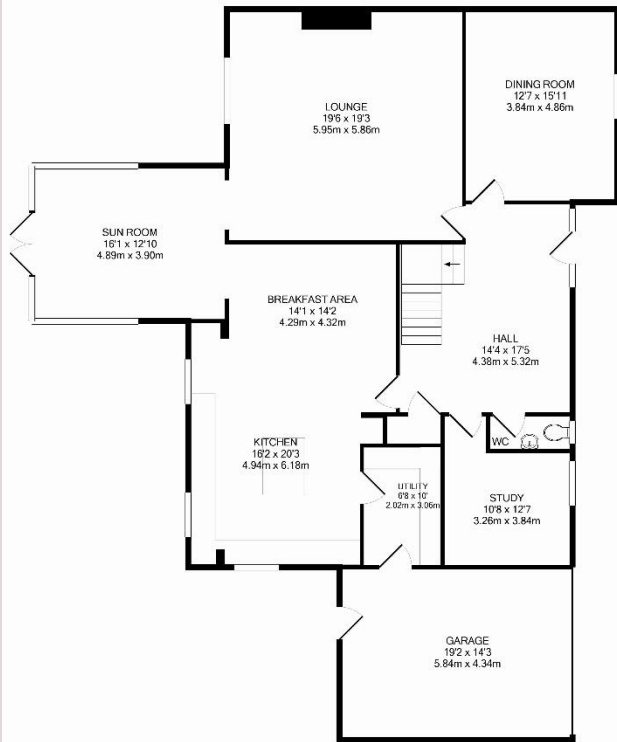 LOUNGE
19'6 x 19'3
5.95m x 5.86m
DINING ROOM
12'7 x 15'11
3.84m x 4.86m
SUN ROOM
16'1 x 12'10
4.89m x 3.90m
BREAKFAST AREA
14'1 x 14'2
4.29m x 4.32m
HALL
14'4 x 17'5
4.38m x 5.32m
KITCHEN
16'2 x 20'3
4.94m x 6.18m
WC
UTILITY
6'8 x 10'
2.02m x 3.06m
STUDY
10'8 x 12'7
3.26m x 3.84m
GARAGE
19'2 x 14'3
5.84m x 4.34m